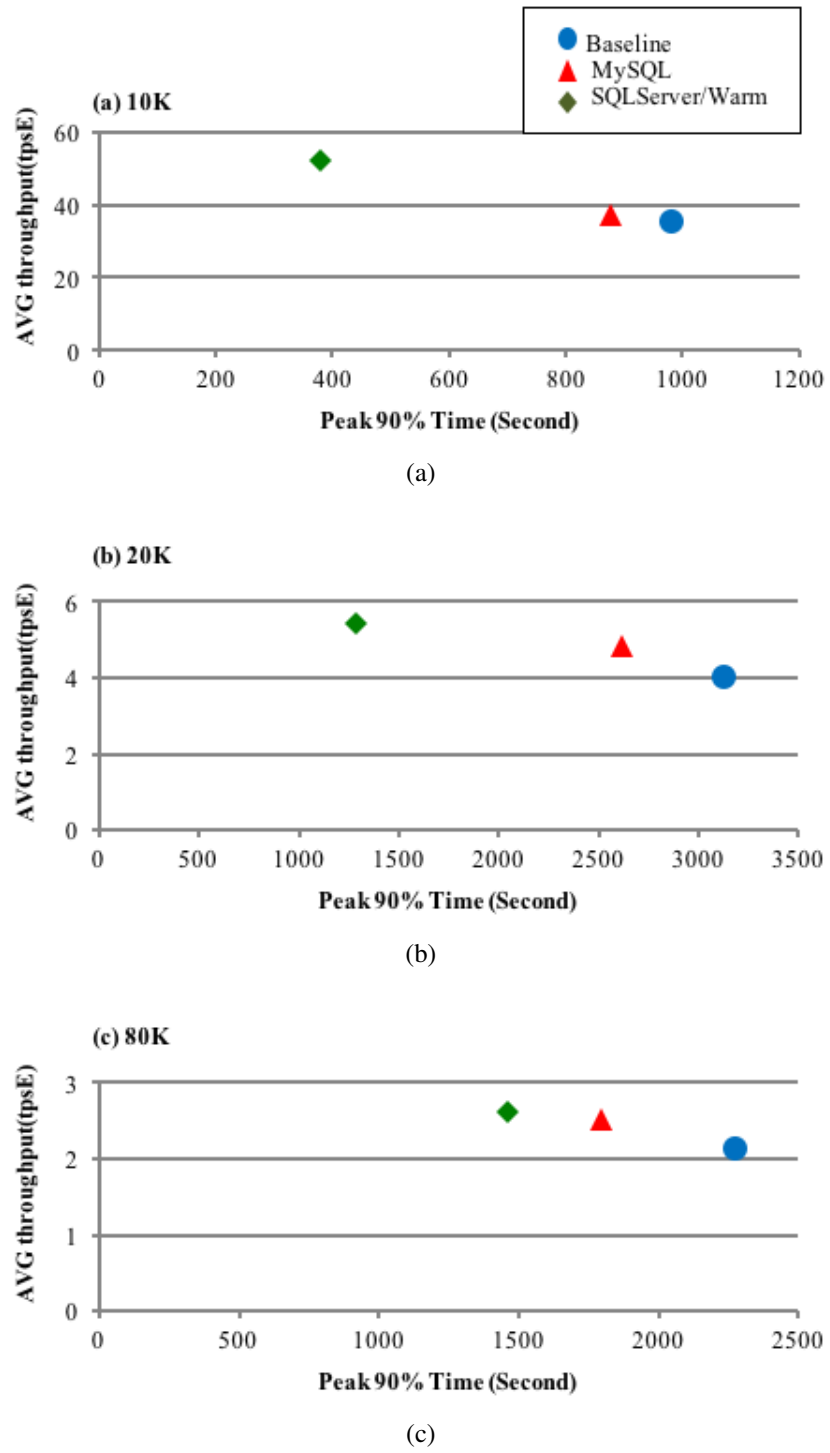 Baseline
MySQL
SQLServer/Warm
(a) 10K
AVG throughput(tpsE)
60
40
20
0
0 200 400 600 800 1000 1200
Peak 90% Time (Second)
(a)
(b) 20K
AVG throughput(tpsE)
6
4
2
0
0 500 1000 1500 2000 2500 3000 3500
Peak 90% Time (Second)
(b)
(c) 80K
AVG throughput(tpsE)
3
2
1
0
0 500 1000 1500 2000 2500
Peak 90% Time (Second)
(c)